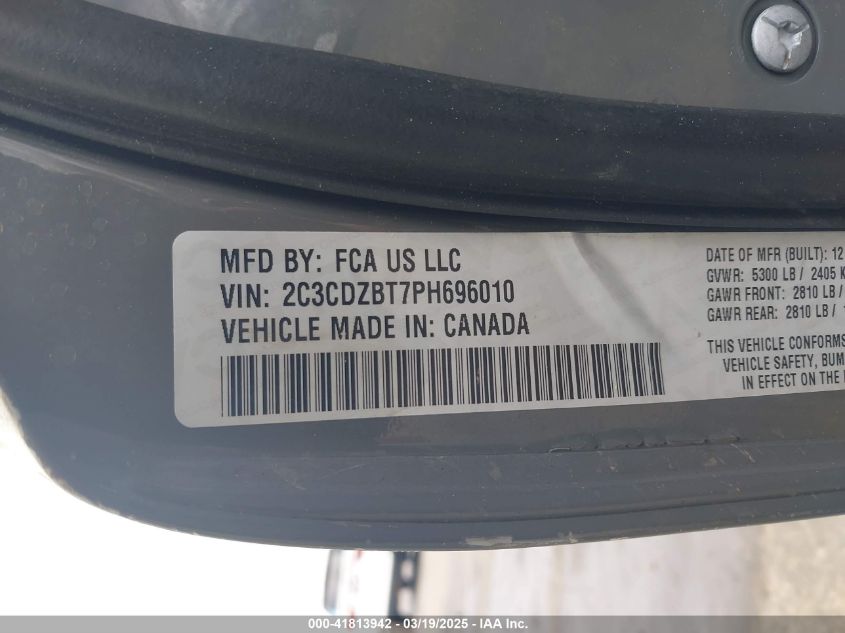 MFD BY: FCA US LLC
VIN: 2C3CDZBT7PH696010
VEHICLE MADE IN: CANADA
DATE OF MFR (BUILT): 12
GVWR: 5300 LB / 2405 K
GAWR FRONT: 2810 LB /
GAWR REAR: 2810 LB / 1
THIS VEHICLE CONFORMS
VEHICLE SAFETY, BUM
IN EFFECT ON THE
000-41813942 - 03/19/2025 - IAA Inc.